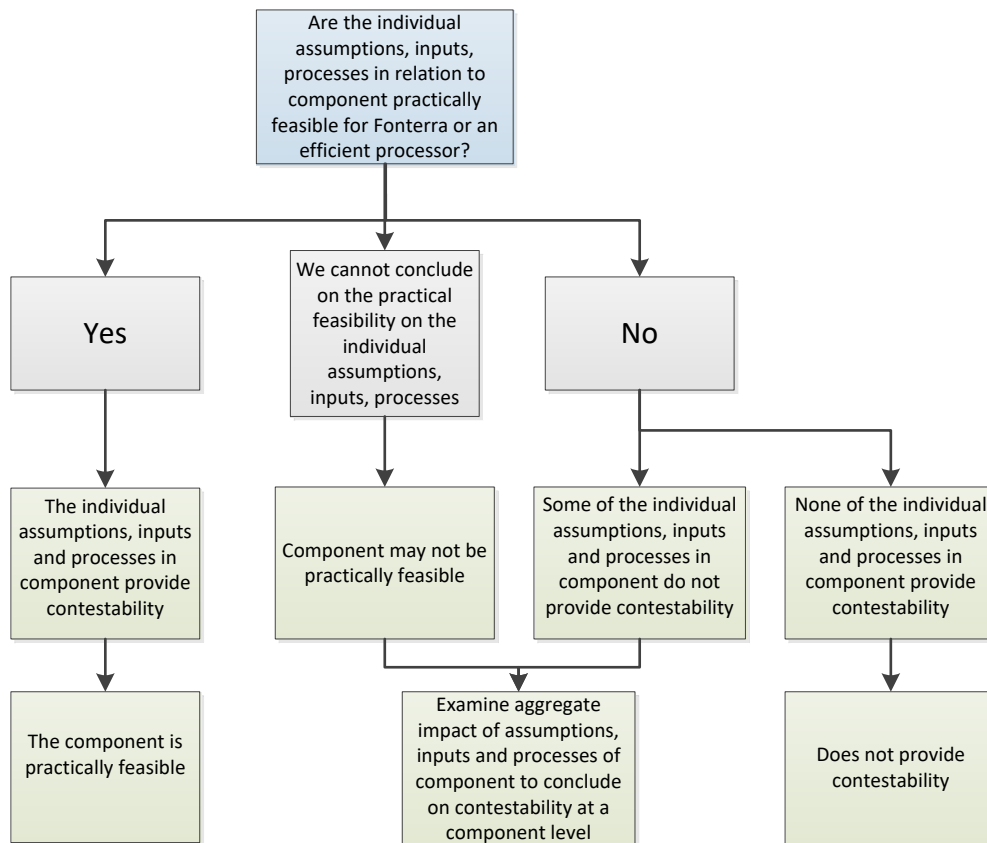 Are the individual
assumptions, inputs,
processes in relation to
component practically
feasible for Fonterra or an
efficient processor?
Yes
We cannot conclude
on the practical
feasibility on the
individual
assumptions,
inputs, processes
No
The individual
assumptions, inputs
and processes in
component provide
contestability
Component may not be
practically feasible
Some of the individual
assumptions, inputs
and processes in
component do not
provide contestability
None of the individual
assumptions, inputs
and processes in
component provide
contestability
The component is
practically feasible
Examine aggregate
impact of assumptions,
inputs and processes of
component to conclude
on contestability at a
component level
Does not provide
contestability